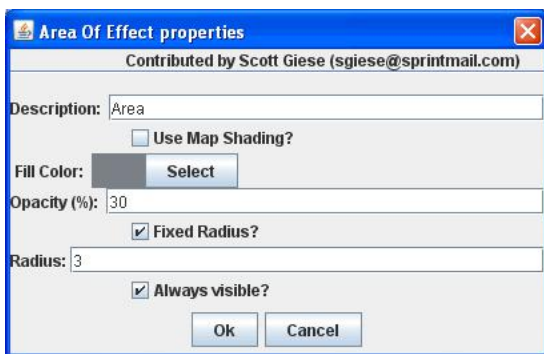 Area Of Effect properties
Contributed by Scott Giese (sgiese@sprintmail.com)
Description: Area
Use Map Shading?
Fill Color: Select
Opacity (%): 30
Fixed Radius?
Radius: 3
Always visible?
Ok Cancel